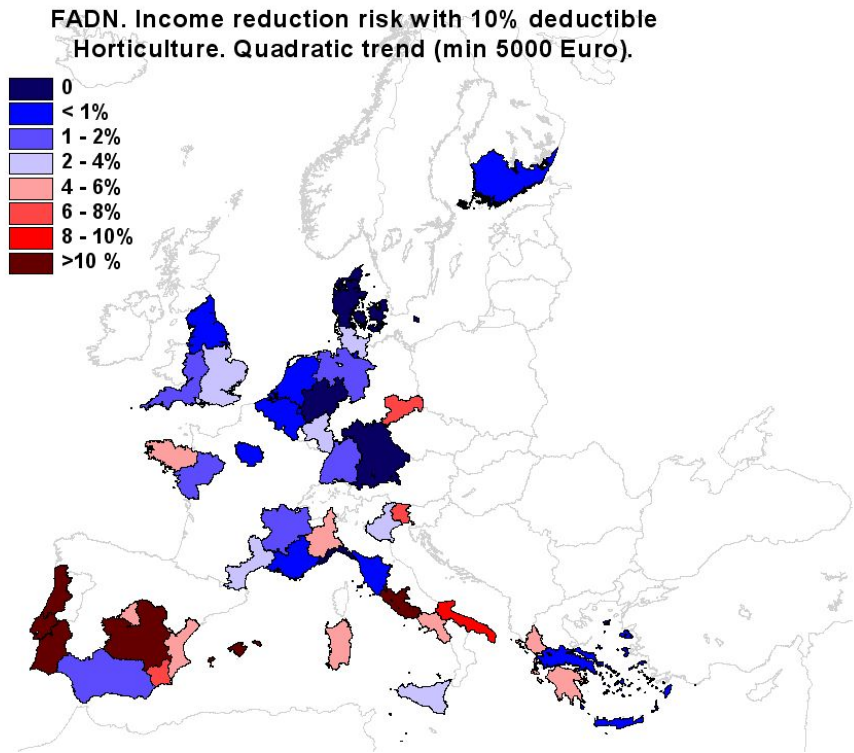 FADN. Income reduction risk with 10% deductible
Horticulture. Quadratic trend (min 5000 Euro).
0
< 1%
1 - 2%
2 - 4%
4 - 6%
6 - 8%
8 - 10%
>10 %